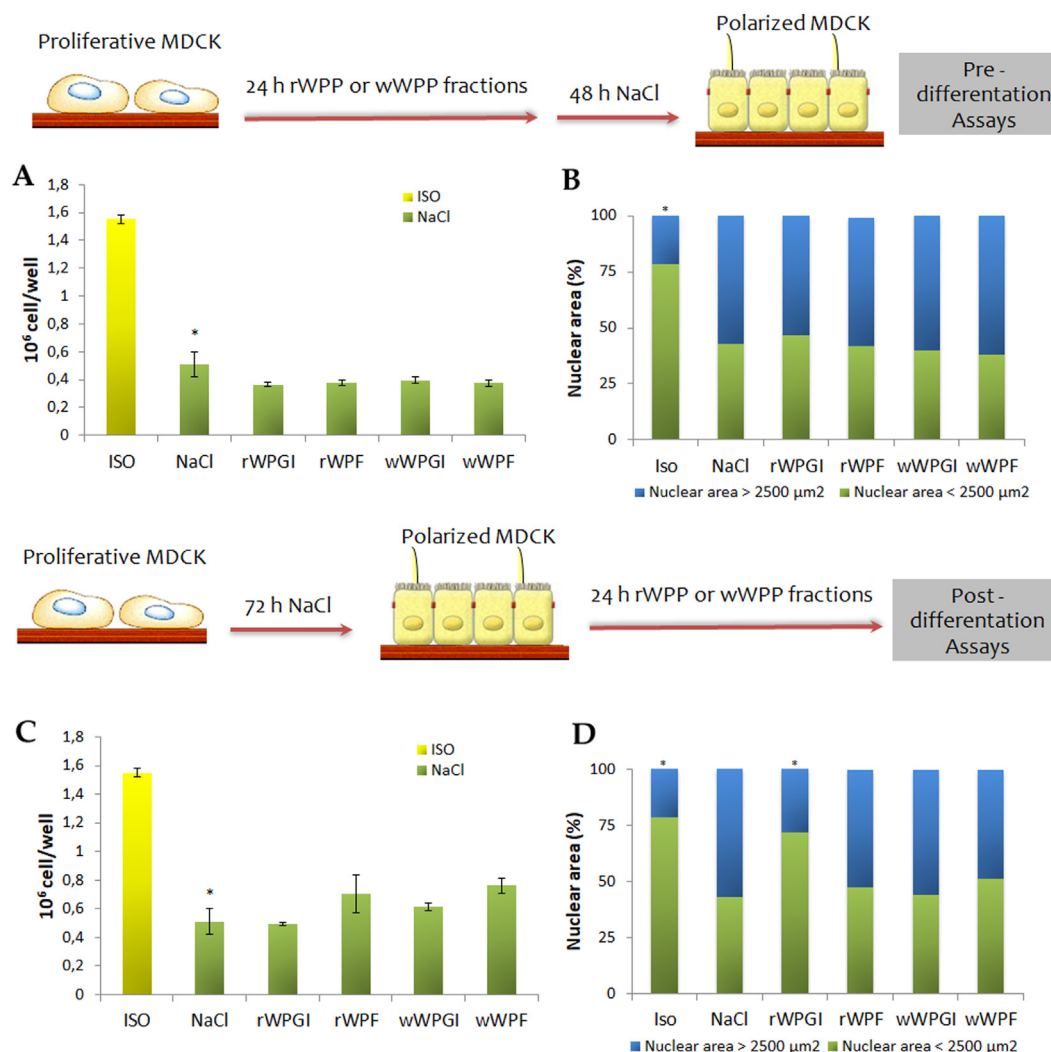 Proliferative MDCK
24 h rWPP or wWPP fractions
48 h NaCl
Polarized MDCK
Pre -
differentation
Assays
A
1,8
1,6
1,4
1,2
1
0,8
0,6
0,4
0,2
0
10⁶ cell/well
ISO
NaCl
*
ISO NaCl rWPGI rWPF wWPGI wWPF
B
100
75
50
25
0
Nuclear area (%)
*
Iso NaCl rWPGI rWPF wWPGI wWPF
Nuclear area > 2500 µm2 Nuclear area < 2500 µm2
Proliferative MDCK
72 h NaCl
Polarized MDCK
24 h rWPP or wWPP fractions
Post -
differentation
Assays
C
1,8
1,6
1,4
1,2
1
0,8
0,6
0,4
0,2
0
10⁶ cell/well
ISO
NaCl
*
ISO NaCl rWPGI rWPF wWPGI wWPF
D
100
75
50
25
0
Nuclear area (%)
* *
Iso NaCl rWPGI rWPF wWPGI wWPF
Nuclear area > 2500 µm2 Nuclear area < 2500 µm2